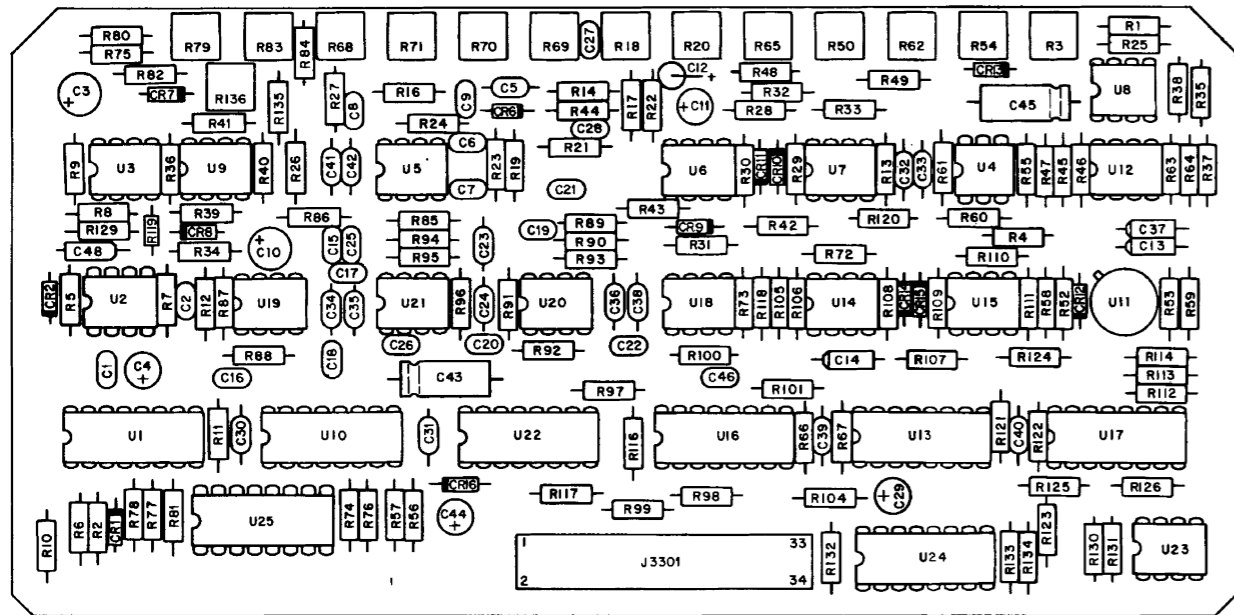 R80
R75
R79
R83
R84
R68
R71
R70
R69
C27
R18
R20
R65
R50
R62
R54
R3
R1
R25
R82
C3
+
CR7
R136
R135
R27
C8
R16
C9
C5
CR6
R14
R44
C28
R17
R22
C12
+
C11
+
R48
R32
R28
R33
R49
CR13
C45
U8
R38
R35
R41
R24
C6
R21
R9
U3
R36
U9
R40
R26
C41
C42
U5
C7
R23
R19
C21
U6
R30
CR11
CR10
R29
U7
R13
C32
C33
R61
U4
R55
R47
R45
R46
U12
R63
R64
R37
R8
R129
C48
R119
R39
CR8
R34
R86
C10
+
C15
C25
C17
R85
R94
R95
C23
C19
R89
R90
R93
R43
CR9
R31
R42
R72
R120
R60
R4
R110
C37
C13
CR2
R5
U2
R7
C2
R12
R87
U19
C34
C35
U21
R96
C24
R91
U20
C36
C38
U18
R73
R118
R105
R106
U14
R108
CR14
CR15
R109
U15
R111
R58
R52
CR12
U11
R53
R59
C1
C4
+
R88
C16
C18
C26
C20
R92
C22
C43
R97
R100
C46
R101
C14
R107
R124
R114
R113
R112
U1
R11
C30
U10
C31
U22
R116
U16
R66
C39
R67
U13
R121
C40
R122
U17
R10
R6
R2
CR1
R78
R77
R81
U25
R74
R76
R57
R56
CR16
C44
+
R117
R99
R98
R104
C29
+
R125
R126
1
33
J3301
2
34
R132
U24
R133
R134
R123
R130
R131
U23